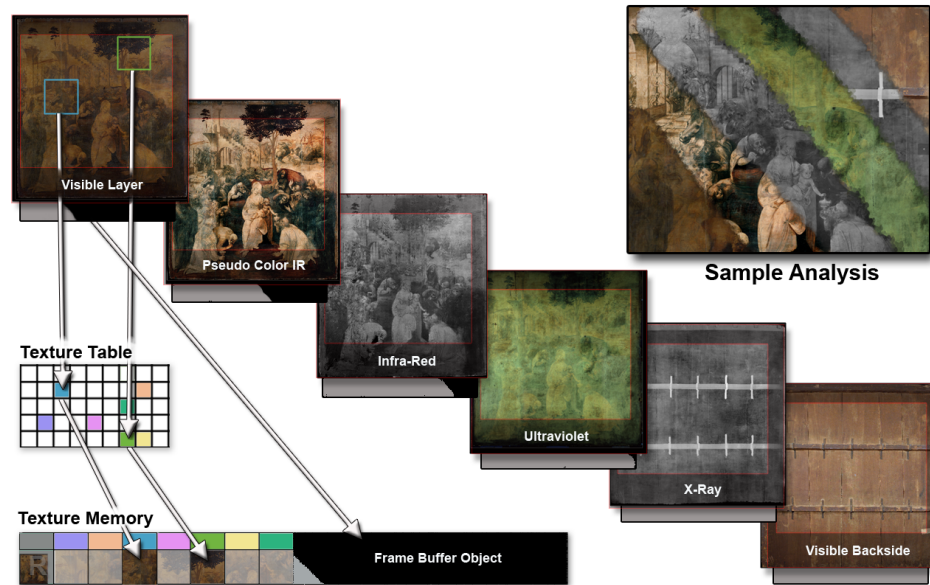 Visible Layer
Pseudo Color IR
Infra-Red
Ultraviolet
X-Ray
Visible Backside
Sample Analysis
Texture Table
Texture Memory
R
Frame Buffer Object